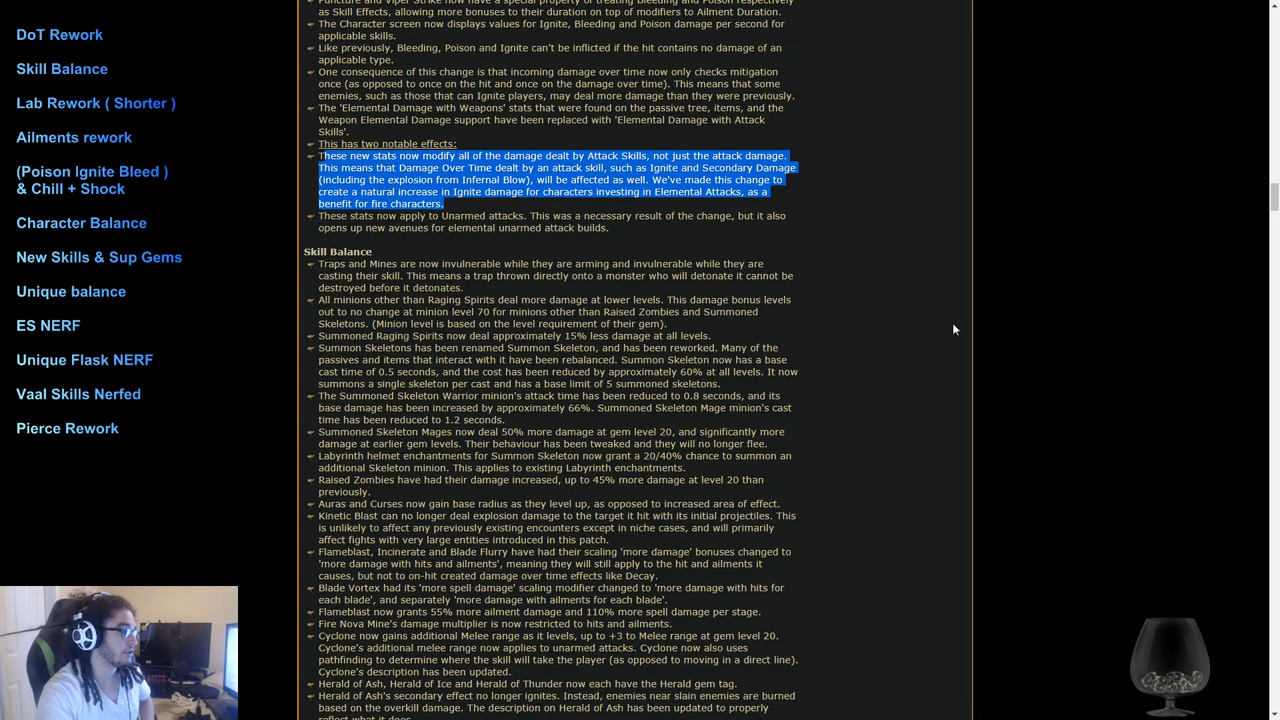 DoT Rework
Skill Balance
Lab Rework ( Shorter )
Ailments rework
(Poison Ignite Bleed )
& Chill + Shock
Character Balance
New Skills & Sup Gems
Unique balance
ES NERF
Unique Flask NERF
Vaal Skills Nerfed
Pierce Rework
Puncture and Viper Strike now have a special property of treating Bleeding and Poison respectively
as Skill Effects, allowing more bonuses to their duration on top of modifiers to Ailment Duration.
The Character screen now displays values for Ignite, Bleeding and Poison damage per second for
applicable skills.
Like previously, Bleeding, Poison and Ignite can't be inflicted if the hit contains no damage of an
applicable type.
One consequence of this change is that incoming damage over time now only checks mitigation
once (as opposed to once on the hit and once on the damage over time). This means that some
enemies, such as those that can Ignite players, may deal more damage than they were previously.
The 'Elemental Damage with Weapons' stats that were found on the passive tree, items, and the
Weapon Elemental Damage support have been replaced with 'Elemental Damage with Attack
Skills'.
This has two notable effects:
These new stats now modify all of the damage dealt by Attack Skills, not just the attack damage.
This means that Damage Over Time dealt by an attack skill, such as Ignite and Secondary Damage
(including the explosion from Infernal Blow), will be affected as well. We've made this change to
create a natural increase in Ignite damage for characters investing in Elemental Attacks, as a
benefit for fire characters.
These stats now apply to Unarmed attacks. This was a necessary result of the change, but it also
opens up new avenues for elemental unarmed attack builds.
Skill Balance
Traps and Mines are now invulnerable while they are arming and invulnerable while they are
casting their skill. This means a trap thrown directly onto a monster who will detonate it cannot be
destroyed before it detonates.
All minions other than Raging Spirits deal more damage at lower levels. This damage bonus levels
out to no change at minion level 70 for minions other than Raised Zombies and Summoned
Skeletons. (Minion level is based on the level requirement of their gem).
Summoned Raging Spirits now deal approximately 15% less damage at all levels.
Summon Skeletons has been renamed Summon Skeleton, and has been reworked. Many of the
passives and items that interact with it have been rebalanced. Summon Skeleton now has a base
cast time of 0.5 seconds, and the cost has been reduced by approximately 60% at all levels. It now
summons a single skeleton per cast and has a base limit of 5 summoned skeletons.
The Summoned Skeleton Warrior minion's attack time has been reduced to 0.8 seconds, and its
base damage has been increased by approximately 66%. Summoned Skeleton Mage minion's cast
time has been reduced to 1.2 seconds.
Summoned Skeleton Mages now deal 50% more damage at gem level 20, and significantly more
damage at earlier gem levels. Their behaviour has been tweaked and they will no longer flee.
Labyrinth helmet enchantments for Summon Skeleton now grant a 20/40% chance to summon an
additional Skeleton minion. This applies to existing Labyrinth enchantments.
Raised Zombies have had their damage increased, up to 45% more damage at level 20 than
previously.
Auras and Curses now gain base radius as they level up, as opposed to increased area of effect.
Kinetic Blast can no longer deal explosion damage to the target it hit with its initial projectiles. This
is unlikely to affect any previously existing encounters except in niche cases, and will primarily
affect fights with very large entities introduced in this patch.
Flameblast, Incinerate and Blade Flurry have had their scaling 'more damage' bonuses changed to
'more damage with hits and ailments', meaning they will still apply to the hit and ailments it
causes, but not to on-hit created damage over time effects like Decay.
Blade Vortex had its 'more spell damage' scaling modifier changed to 'more damage with hits for
each blade', and separately 'more damage with ailments for each blade'.
Flameblast now grants 55% more ailment damage and 110% more spell damage per stage.
Fire Nova Mine's damage multiplier is now restricted to hits and ailments.
Cyclone now gains additional Melee range as it levels, up to +3 to Melee range at gem level 20.
Cyclone's additional melee range now applies to unarmed attacks. Cyclone now also uses
pathfinding to determine where the skill will take the player (as opposed to moving in a direct line).
Cyclone's description has been updated.
Herald of Ash, Herald of Ice and Herald of Thunder now each have the Herald gem tag.
Herald of Ash's secondary effect no longer ignites. Instead, enemies near slain enemies are burned
based on the overkill damage. The description on Herald of Ash has been updated to properly
reflect what it does.